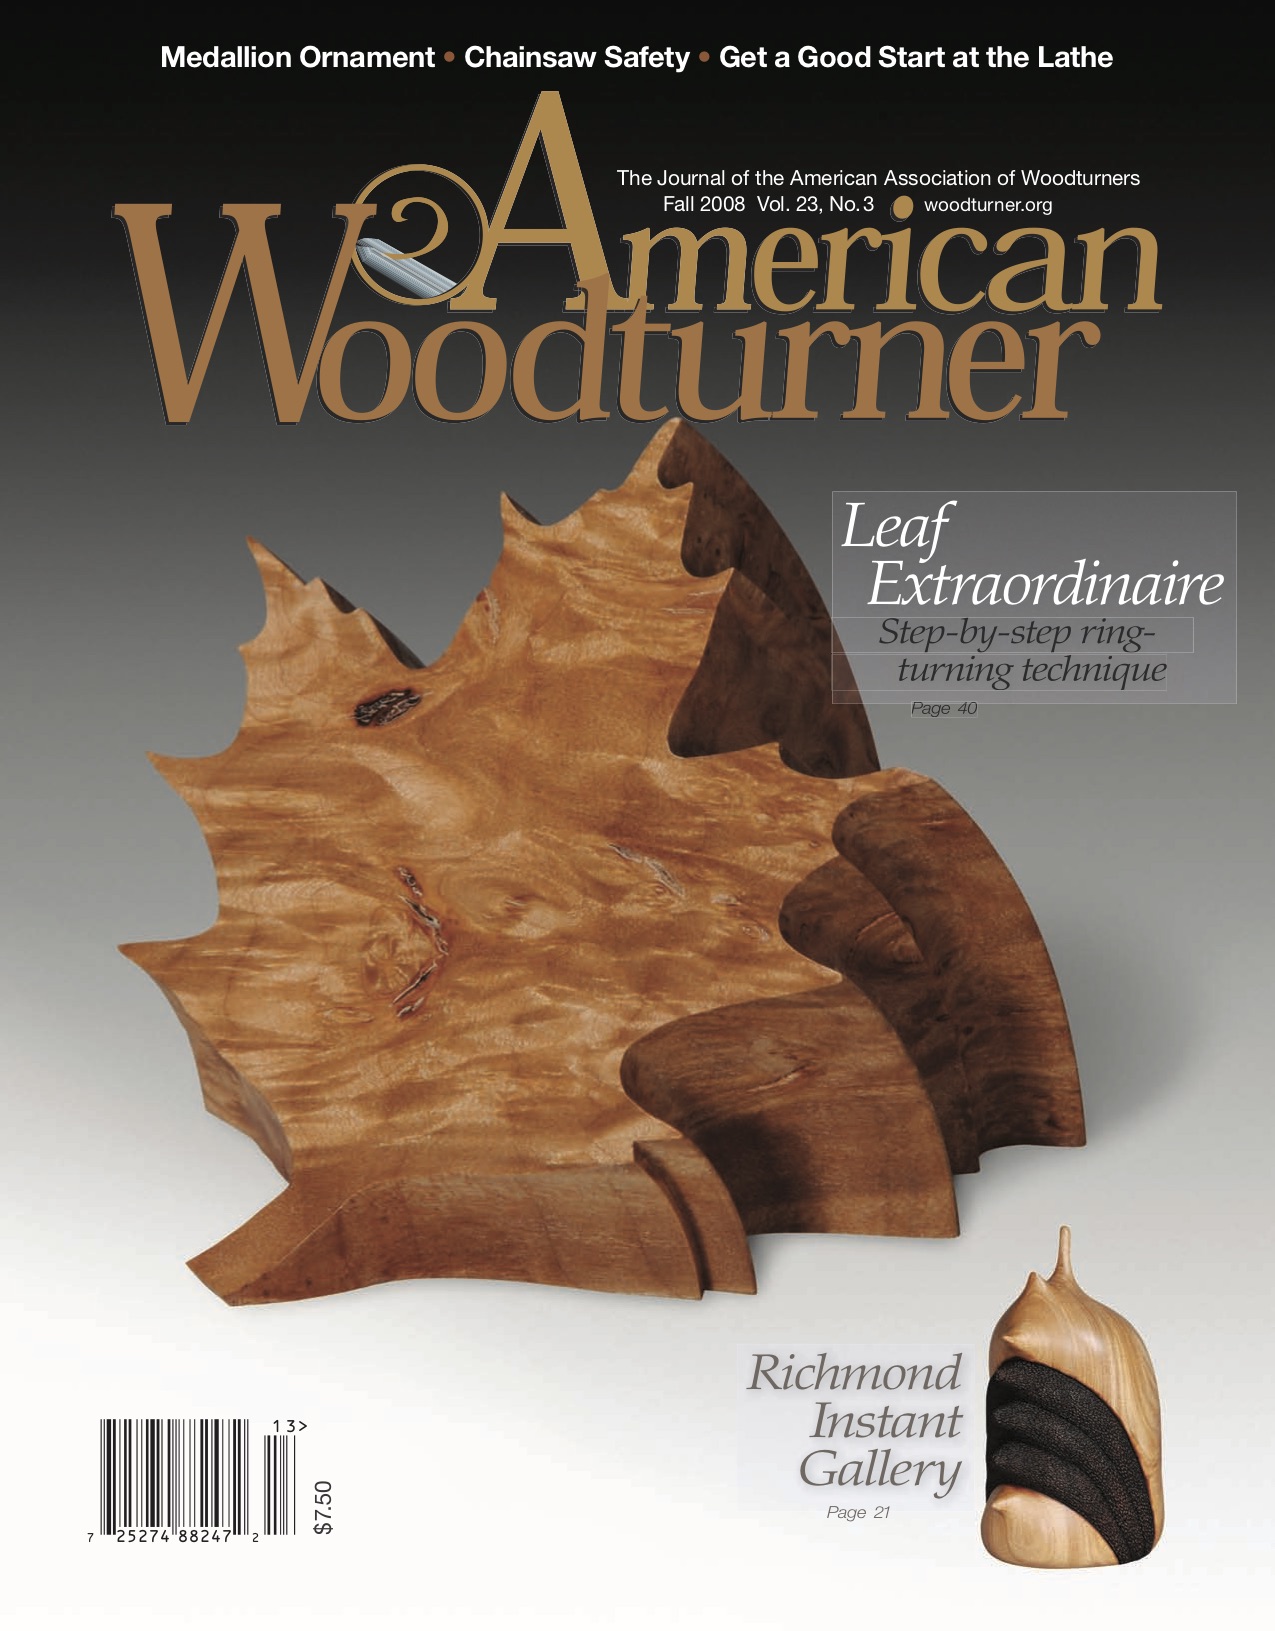 Medallion Ornament • Chainsaw Safety • Get a Good Start at the Lathe
The Journal of the American Association of Woodturners
Fall 2008 Vol. 23, No. 3 woodturner.org
American
Woodturner
Leaf
Extraordinaire
Step-by-step ring-
turning technique
Page 40
Richmond
Instant
Gallery
Page 21
13>
$7.50
7 25274 88247 2